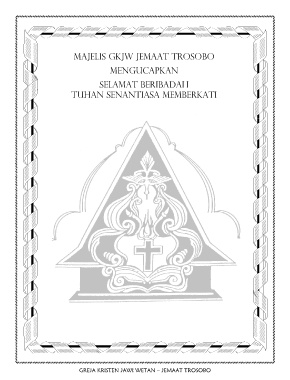 MAJELIS GKJW JEMAAT TROSOBO
MENGUCAPKAN
SELAMAT BERIBADAH
TUHAN SENANTIASA MEMBERKATI
GREJA KRISTEN JAWI WETAN – JEMAAT TROSOBO